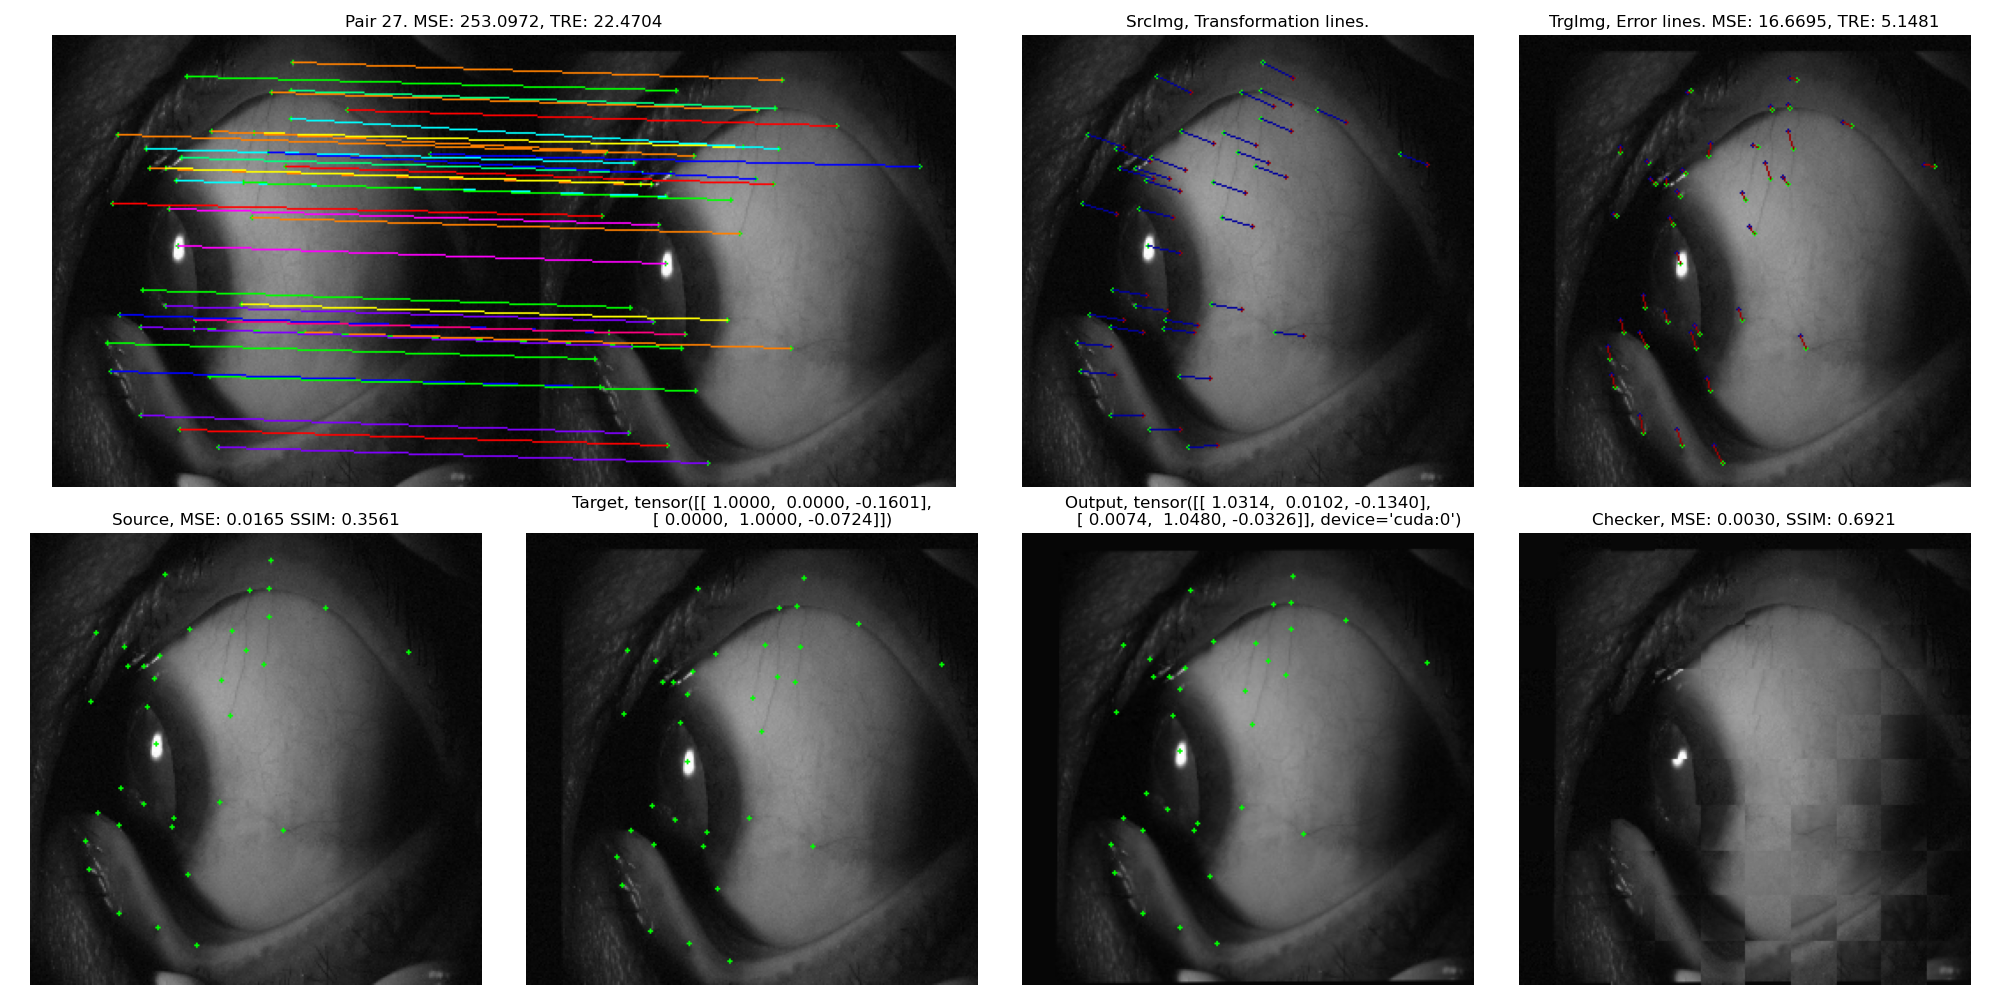 Pair 27. MSE: 253.0972, TRE: 22.4704
SrcImg, Transformation lines.
TrgImg, Error lines. MSE: 16.6695, TRE: 5.1481
Source, MSE: 0.0165 SSIM: 0.3561
Target, tensor([[ 1.0000,  0.0000, -0.1601],
[ 0.0000,  1.0000, -0.0724]])
Output, tensor([[ 1.0314,  0.0102, -0.1340],
[ 0.0074,  1.0480, -0.0326]], device='cuda:0')
Checker, MSE: 0.0030, SSIM: 0.6921